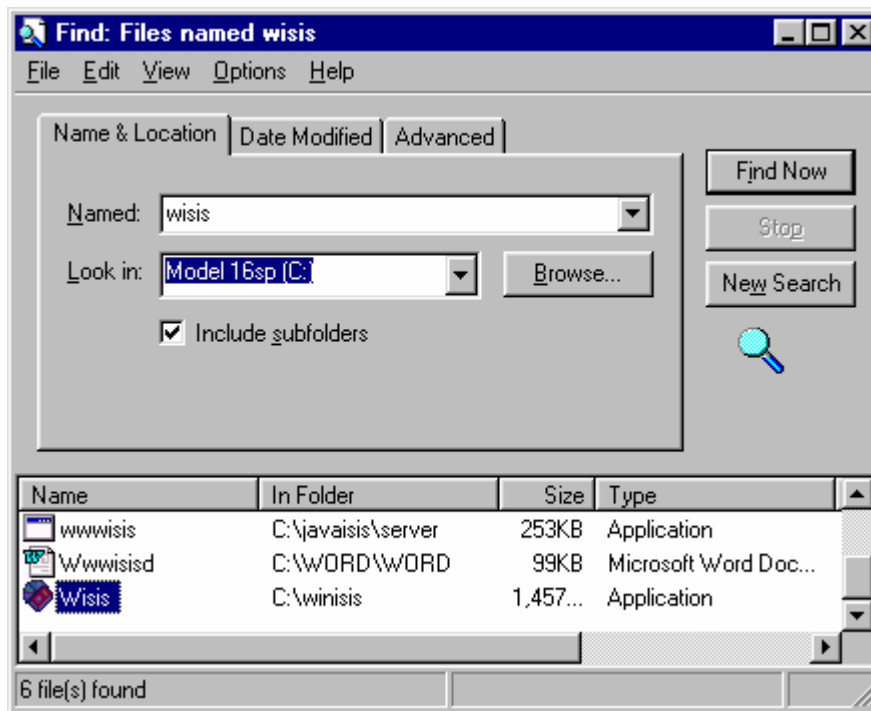 Find: Files named wisis
File Edit View Options Help
Name & Location Date Modified Advanced
Find Now
Named: wisis
Stop
Look in: Model 16sp (C:) Browse...
New Search
Include subfolders
Name In Folder Size Type
wwwisis C:\javaisis\server 253KB Application
Wwwisisd C:\WORD\WORD 99KB Microsoft Word Doc...
Wisis C:\winisis 1,457... Application
6 file(s) found